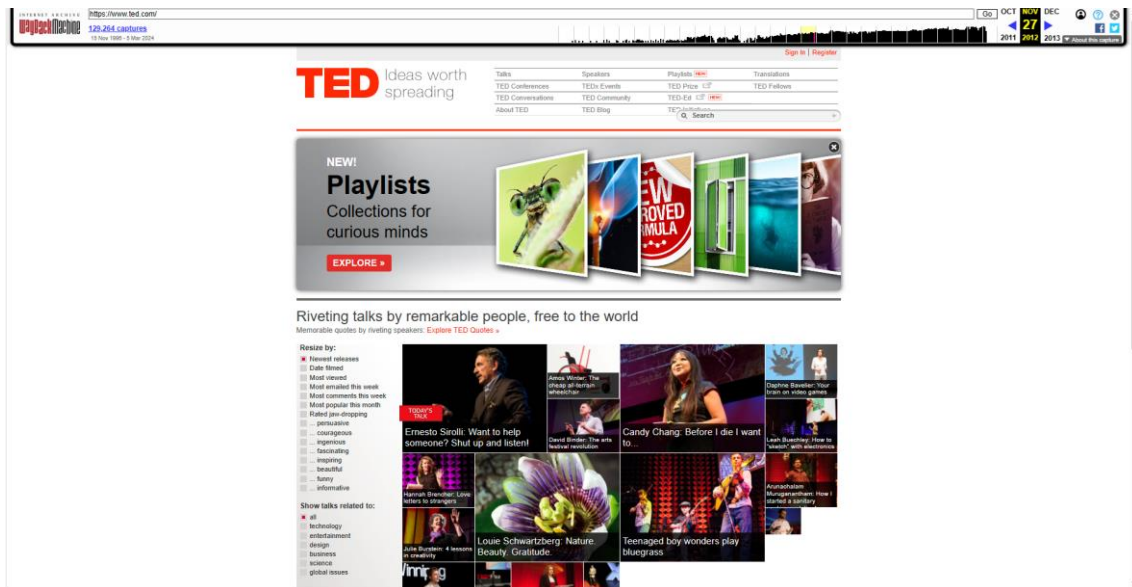 INTERNET ARCHIVE
WayBackMachine
https://www.ted.com/
Go
OCT NOV DEC
129,264 captures
27
2011 2012 2013
About this capture
Sign In | Register
TED Ideas worth spreading
Talks Speakers Playlists NEW Translations
TED Conferences TEDx Events TED Prize TED Fellows
TED Conversations TED Community TED-Ed NEW
About TED TED Blog
Search
NEW!
Playlists
Collections for
curious minds
EXPLORE »
Riveting talks by remarkable people, free to the world
Memorable quotes by riveting speakers: Explore TED Quotes »
Resize by:
Newest releases
Date filmed
Most viewed
Most emailed this week
Most comments this week
Most popular this month
Rated jaw-dropping
... persuasive
... courageous
... ingenious
... fascinating
... inspiring
... beautiful
... funny
... informative
Show talks related to:
all
technology
entertainment
design
business
science
global issues
TODAY'S
TALK
Ernesto Sirolli: Want to help
someone? Shut up and listen!
Amos Winter: The
cheap all-terrain
wheelchair
David Binder: The arts
festival revolution
Candy Chang: Before I die I want
to...
Daphne Bavelier: Your
brain on video games
Leah Buechley: How to
"sketch" with electronics
Hannah Brencher: Love
letters to strangers
Julie Burstein: 4 lessons
in creativity
Louie Schwartzberg: Nature.
Beauty. Gratitude.
Teenaged boy wonders play
bluegrass
Arunachalam
Muruganantham: How I
started a sanitary